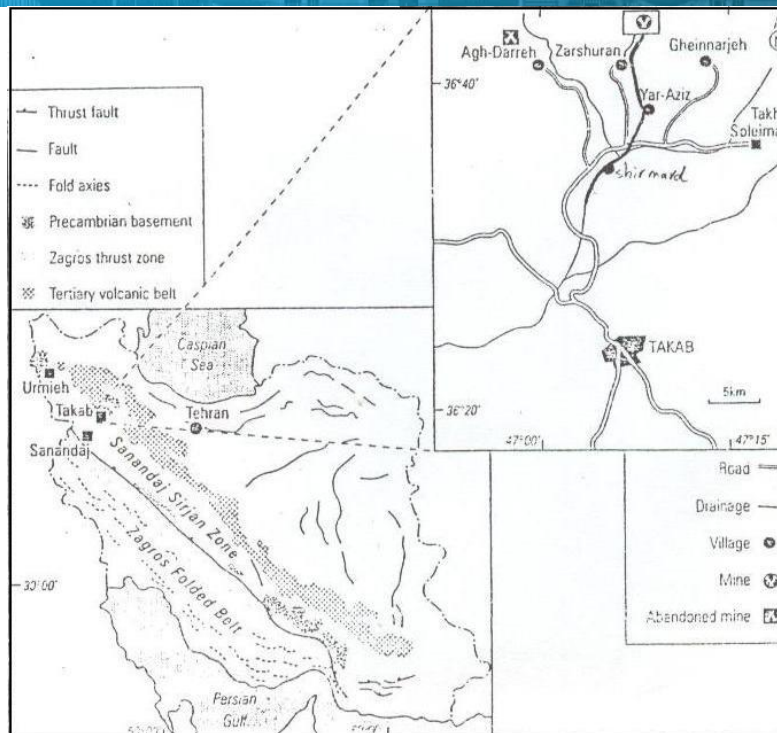 Thrust fault
Fault
Fold axies
Precambrian basement
Zagros thrust zone
Tertiary volcanic belt
Agh-Darreh
Zarshuran
Gheinnarjeh
36°40'
Yar-Aziz
Takh
Soleima
shirmard
TAKAB
36°20'
5km
47°00'
47°15'
Caspian
Sea
Urmieh
Takab
Tehran
Sanandaj
Sanandaj Sirjan Zone
Zagros Folded Belt
Persian
Gulf
Road
Drainage
Village
Mine
Abandoned mine